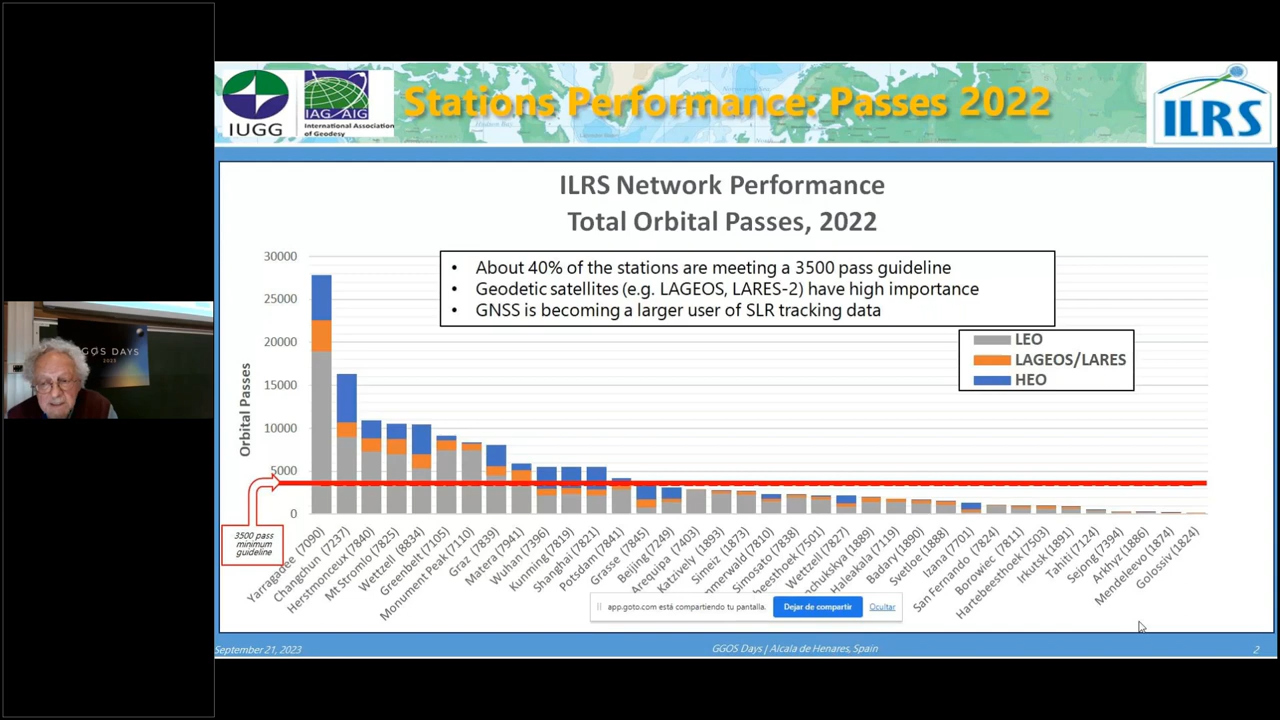 IUGG
IAG AIG
International Association
of Geodesy
Stations Performance: Passes 2022
ILRS
ILRS Network Performance
Total Orbital Passes, 2022
• About 40% of the stations are meeting a 3500 pass guideline
• Geodetic satellites (e.g. LAGEOS, LARES-2) have high importance
• GNSS is becoming a larger user of SLR tracking data
LEO
LAGEOS/LARES
HEO
Orbital Passes
30000
25000
20000
15000
10000
5000
0
3500 pass
minimum
guideline
Yarragadee (7090)
Changchun (7237)
Herstmonceux (7840)
Mt Stromlo (7825)
Wettzell (8834)
Greenbelt (7105)
Monument Peak (7110)
Graz (7839)
Matera (7941)
Wuhan (7396)
Kunming (7819)
Shanghai (7821)
Potsdam (7841)
Grasse (7845)
Beijing (7249)
Arequipa (7403)
Katzively (1893)
Simeiz (1873)
mmerwald (7810)
Simosato (7838)
beesthoek (7501)
Wettzell (7827)
nchukska (1889)
Haleakala (7119)
Badary (1890)
Svetloe (1888)
Izana (7701)
San Fernando (7824)
Borowiec (7811)
Hartebeesthoek (7503)
Irkutsk (1891)
Tahiti (7124)
Sejong (7394)
Arkhyz (1886)
Mendeleevo (1874)
Golosiiv (1824)
app.goto.com está compartiendo tu pantalla.
Dejar de compartir
Ocultar
September 21, 2023
GGOS Days | Alcala de Henares, Spain
2
GGOS DAYS
2023